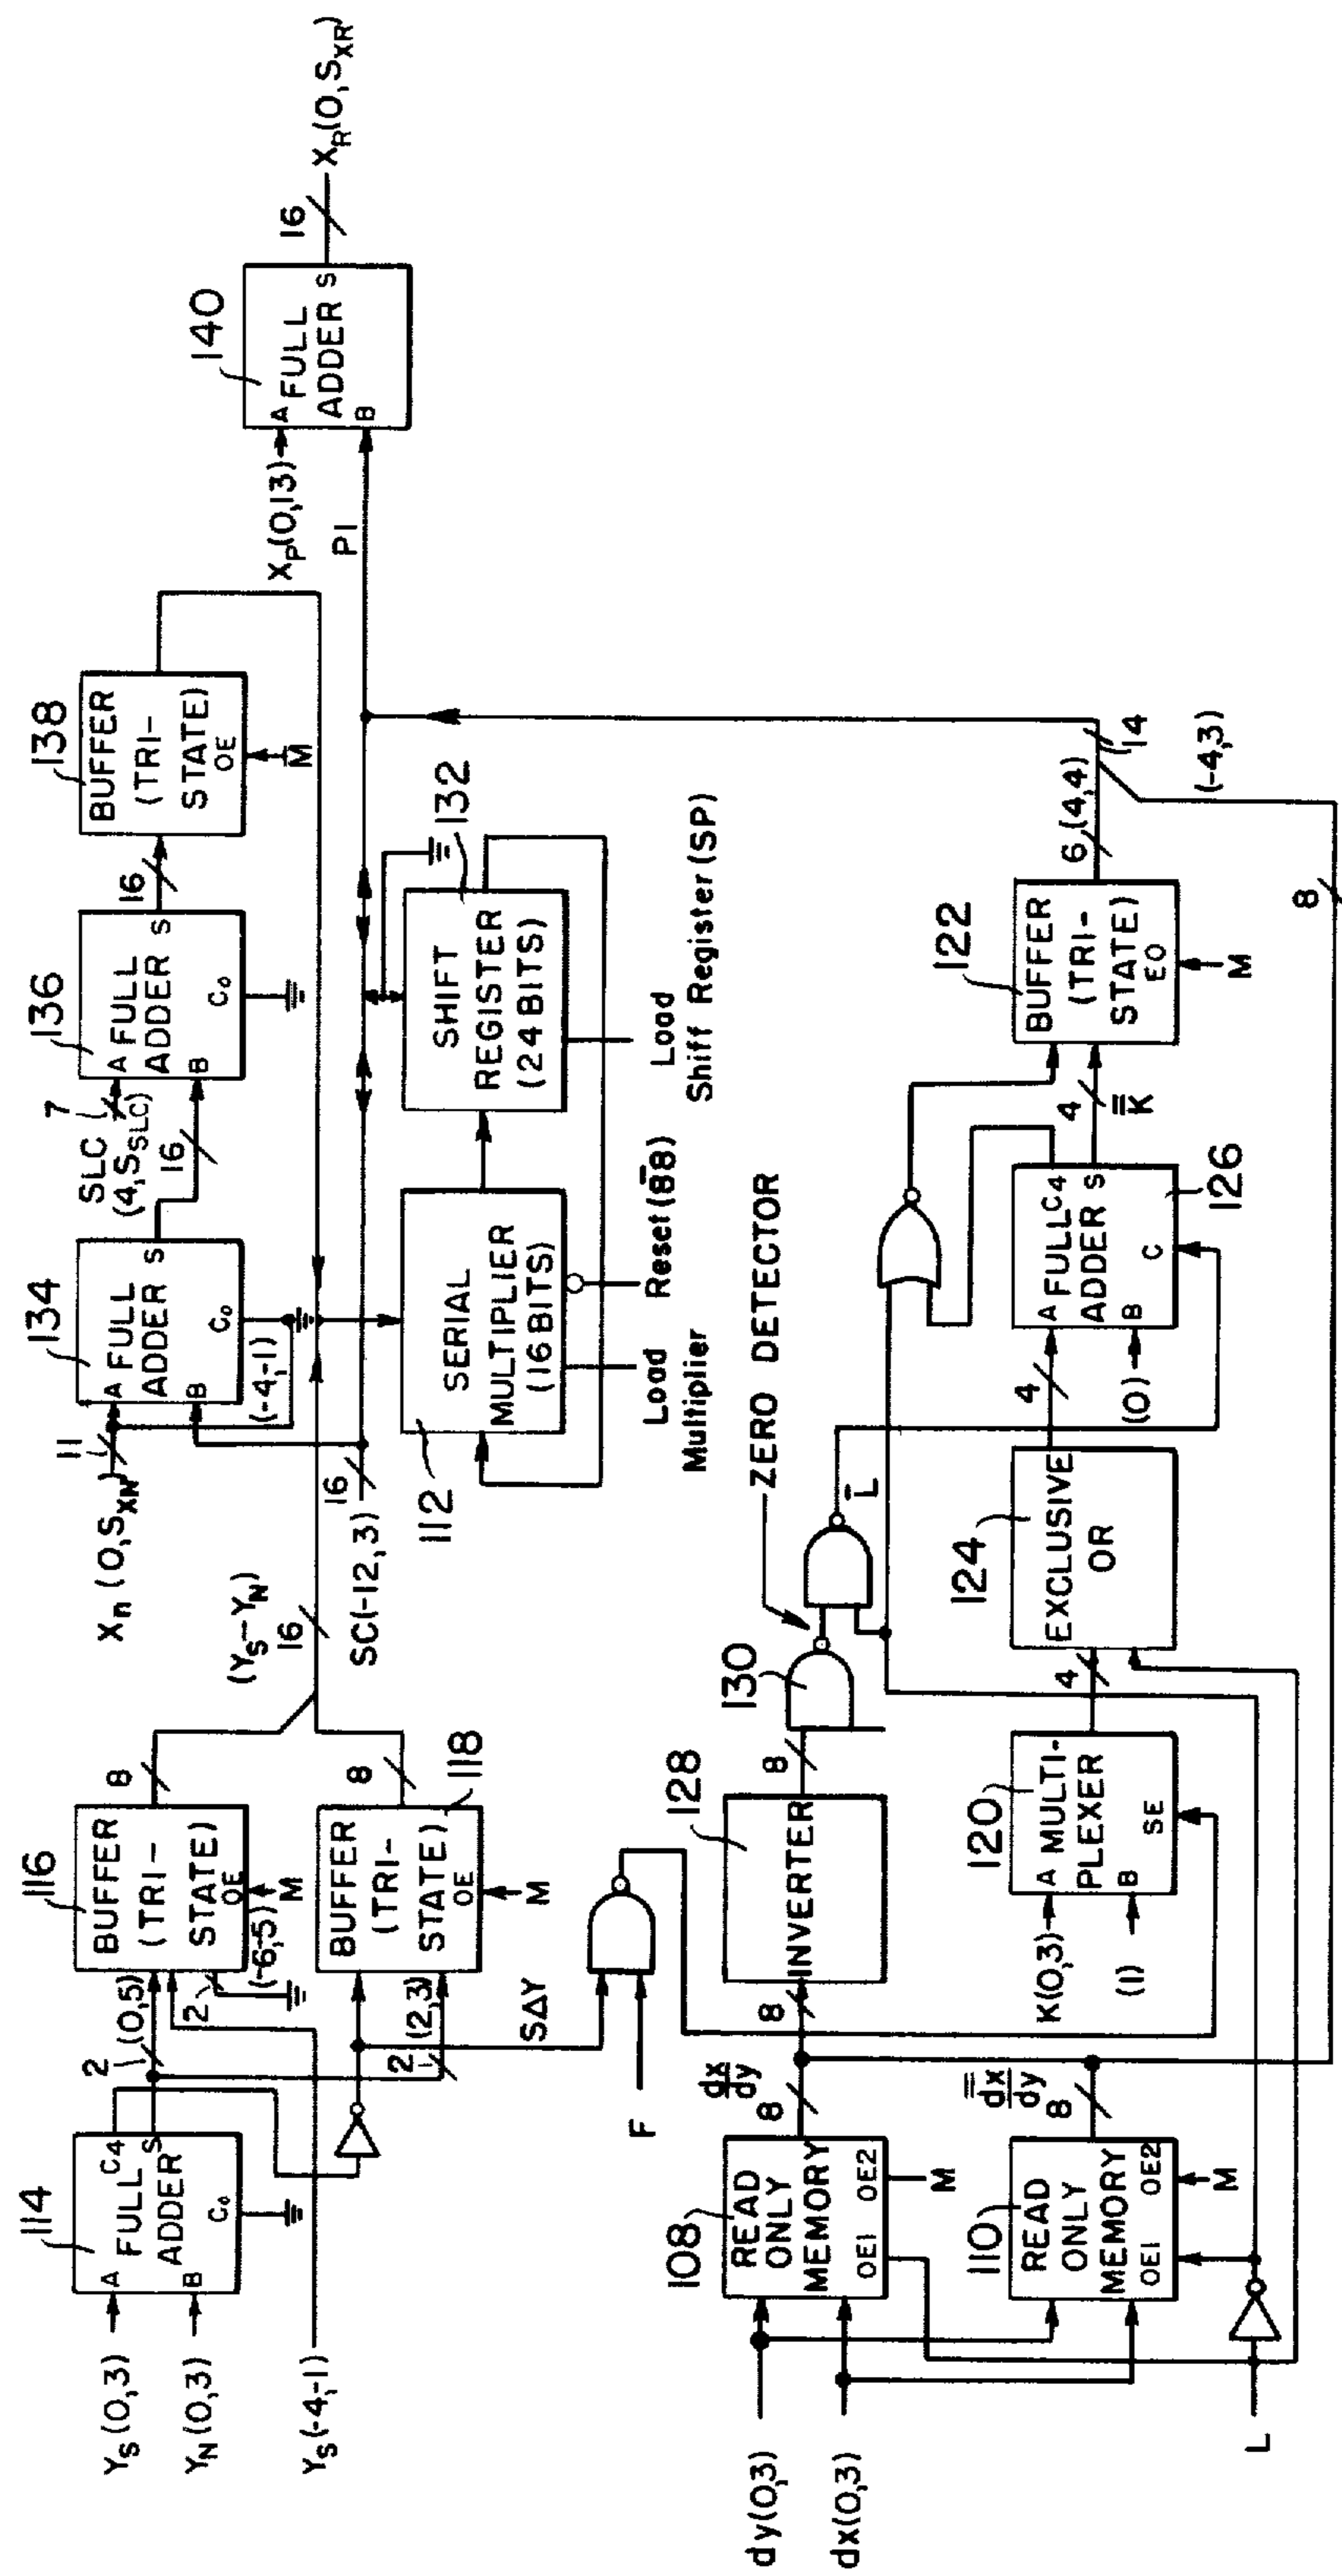 Y_S(0,3)
Y_N(0,3)
Y_S(-4,-1)
114
A FULL C4
ADDER S
B C₀
2 (0,5)
2 (2,3)
2 (-6,-5)
116
BUFFER
(TRI-
STATE)
OE
M
8
118
BUFFER
(TRI-
STATE)
OE
M
8
SΔY
F
(Y_S-Y_N)
16
X_n (0,S_XN)
11
(-4,-1)
134
A FULL
ADDER S
B C₀
SLC 7
(4,S_SLC)
16
136
A FULL
ADDER S
B C₀
16
138
BUFFER
(TRI-
STATE)
OE
M̅
SC(-12,3)
16
112
SERIAL
MULTIPLIER
(16 BITS)
Load
Multiplier
Reset(8̅8)
132
SHIFT
REGISTER
(24 BITS)
Load
Shiff Register(SP)
X_P(0,13)
PI
140
A FULL
ADDER S
B
16
X_R(0,S_XR)
dy(0,3)
dx(0,3)
L
108
READ
ONLY
MEMORY
OE1 OE2
M
dx/dy
8
110
READ
ONLY
MEMORY
OE1 OE2
M
d̿x/dy
8
8
128
INVERTER
8
130
ZERO DETECTOR
L̅
K(0,3)
(1)
120
A MULTI-
PLEXER
B SE
4
124
EXCLUSIVE
OR
4
(0)
126
A FULL C4
ADDER S
B C
4
K̿
122
BUFFER
(TRI-
STATE)
EO
M
6 (4,4)
14
(-4,3)
8